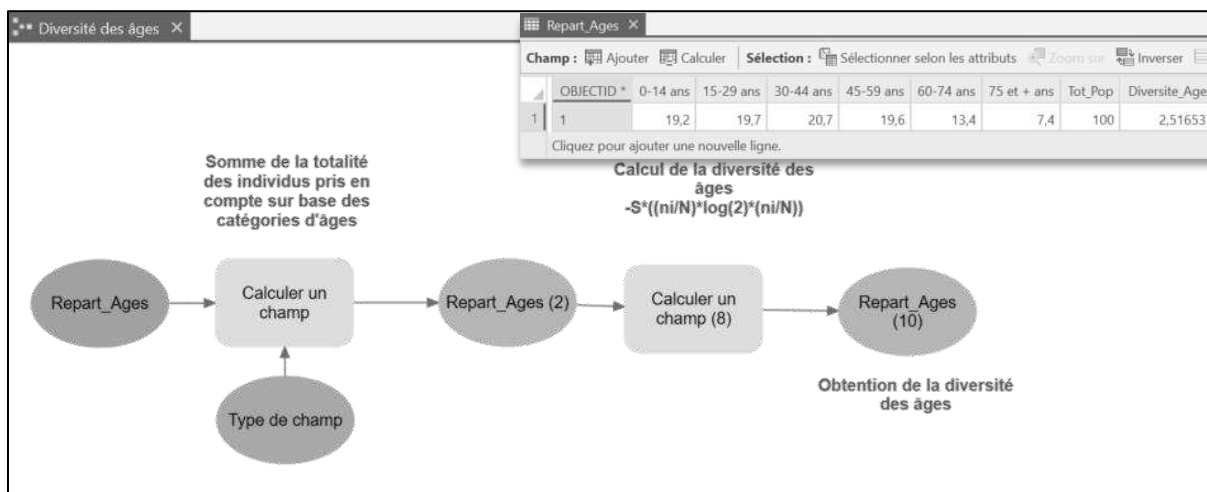 Diversité des âges ×
Repart_Ages ×
Champ : Ajouter Calculer Sélection : Sélectionner selon les attributs Zoom sur Inverser
OBJECTID * 0-14 ans 15-29 ans 30-44 ans 45-59 ans 60-74 ans 75 et + ans Tot_Pop Diversite_Age
1 1 19,2 19,7 20,7 19,6 13,4 7,4 100 2,51653
Cliquez pour ajouter une nouvelle ligne.
Somme de la totalité
des individus pris en
compte sur base des
catégories d'âges
Calcul de la diversité des
âges
-S*((ni/N)*log(2)*(ni/N))
Repart_Ages
Calculer un
champ
Repart_Ages (2)
Calculer un
champ (8)
Repart_Ages
(10)
Type de champ
Obtention de la diversité
des âges